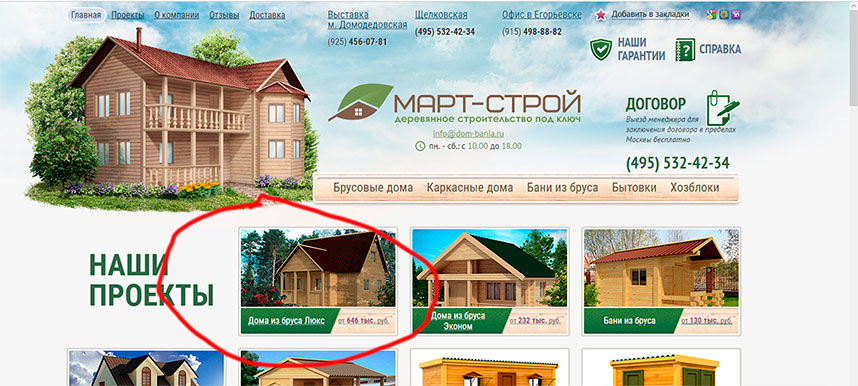 Главная Проекты О компании Отзывы Доставка
Выставка
м. Домодедовская
(925) 456-07-81
Щелковская
(495) 532-42-34
Офис в Егорьевске
(915) 498-88-82
Добавить в закладки
НАШИ
ГАРАНТИИ
СПРАВКА
МАРТ-СТРОЙ
деревянное строительство под ключ
info@dom-bania.ru
пн. - сб.: с 10.00 до 18.00
ДОГОВОР
Выезд менеджера для
заключения договора в пределах
Москвы бесплатно
(495) 532-42-34
Брусовые дома Каркасные дома Бани из бруса Бытовки Хозблоки
НАШИ
ПРОЕКТЫ
Дома из бруса Люкс от 646 тыс. руб.
Дома из бруса
Эконом
от 232 тыс. руб.
Бани из бруса от 130 тыс. руб.